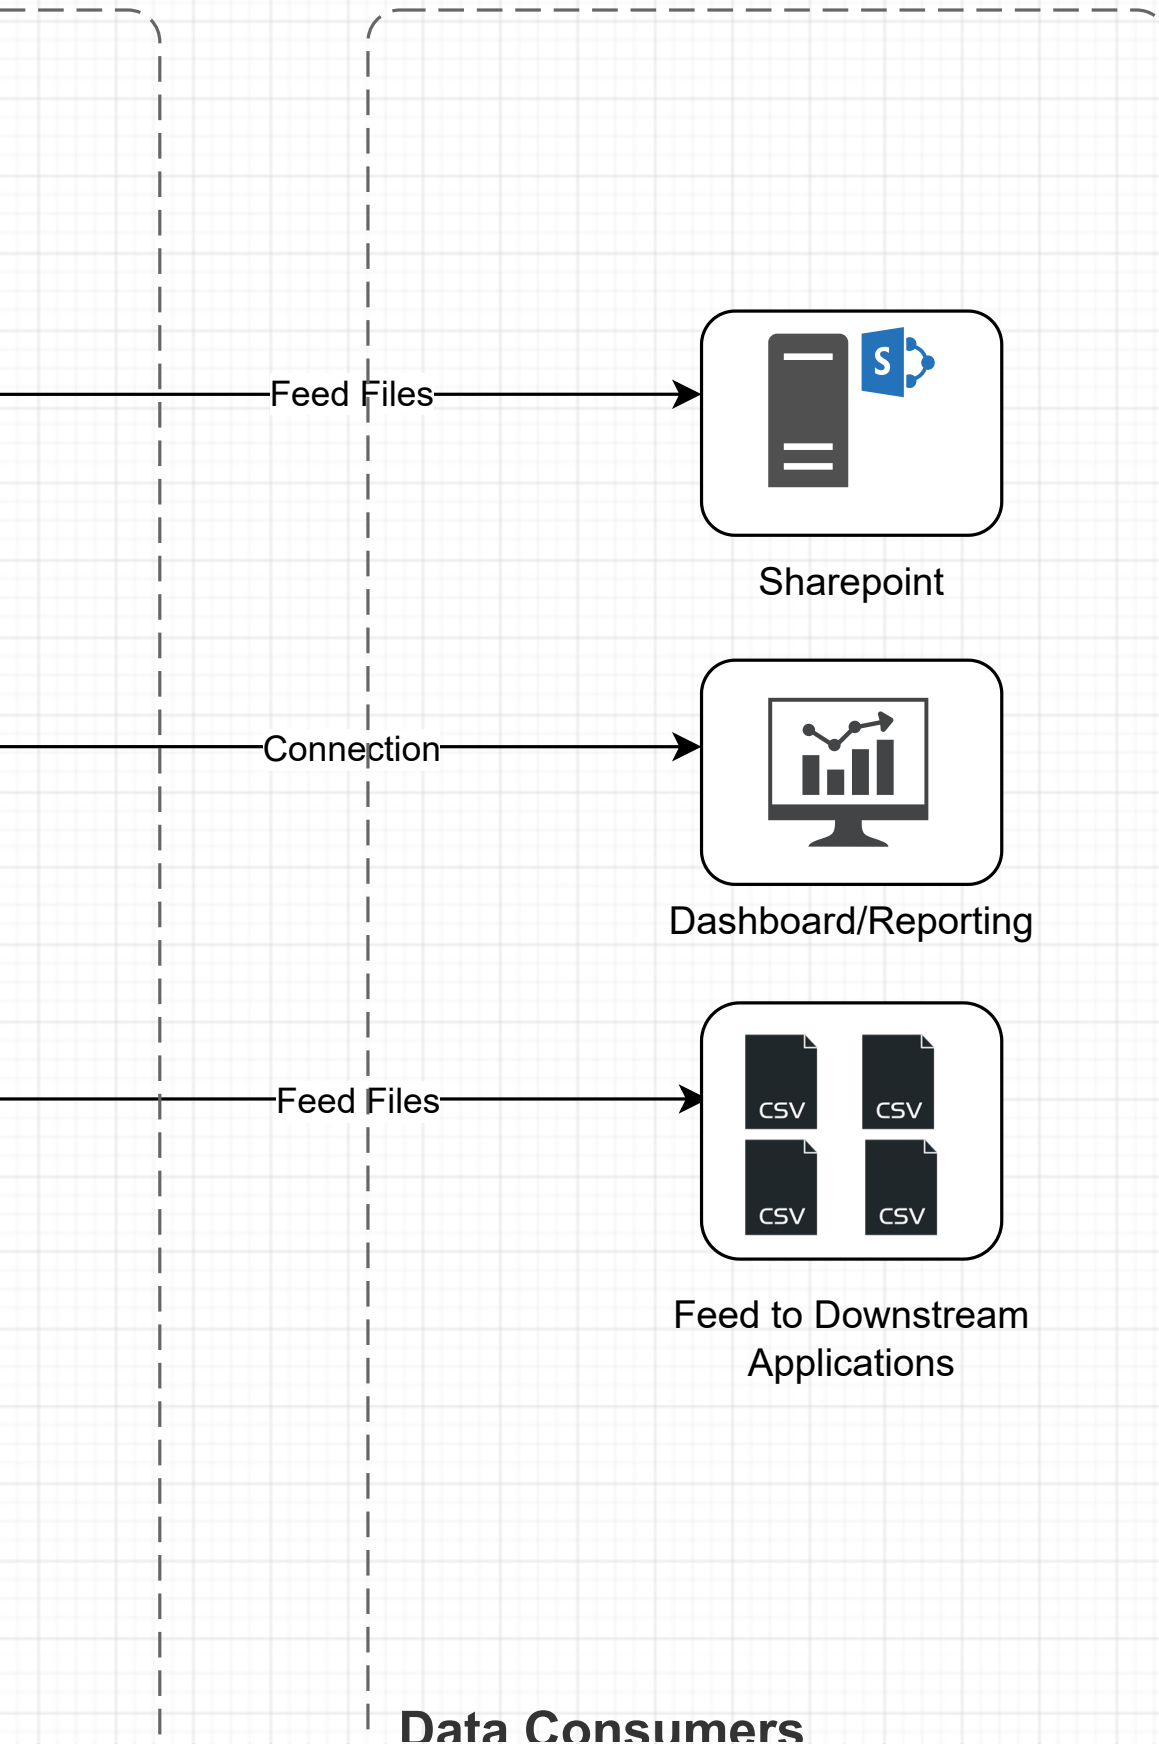 Feed Files
S
Sharepoint
Connection
Dashboard/Reporting
Feed Files
CSV
CSV
CSV
CSV
Feed to Downstream
Applications
Data Consumers